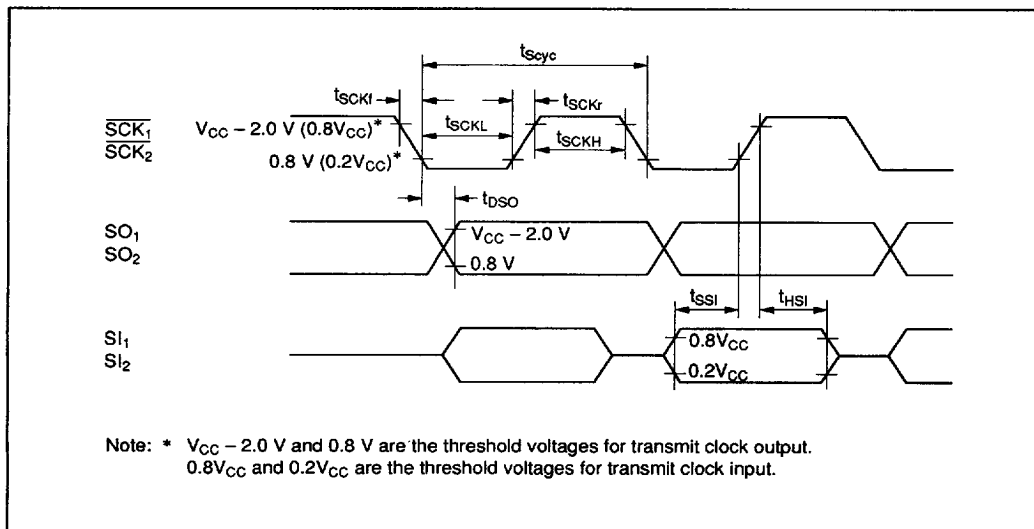 tScyc
tSCKf
tSCKr
SCK1
SCK2
VCC – 2.0 V (0.8VCC)*
tSCKL
tSCKH
0.8 V (0.2VCC)*
tDSO
SO1
SO2
VCC – 2.0 V
0.8 V
tSSI
tHSI
SI1
SI2
0.8VCC
0.2VCC
Note: * VCC – 2.0 V and 0.8 V are the threshold voltages for transmit clock output.
0.8VCC and 0.2VCC are the threshold voltages for transmit clock input.